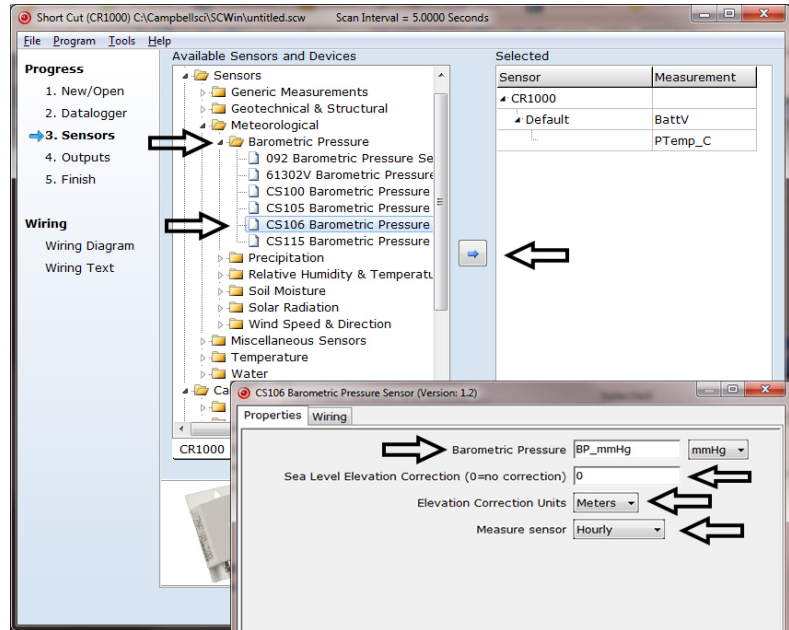 Short Cut (CR1000) C:\Campbellsci\SCWin\untitled.scw Scan Interval = 5.0000 Seconds
File Program Tools Help
Progress
1. New/Open
2. Datalogger
3. Sensors
4. Outputs
5. Finish
Wiring
Wiring Diagram
Wiring Text
Available Sensors and Devices
Sensors
Generic Measurements
Geotechnical & Structural
Meteorological
Barometric Pressure
092 Barometric Pressure Se
61302V Barometric Pressure
CS100 Barometric Pressure
CS105 Barometric Pressure
CS106 Barometric Pressure
CS115 Barometric Pressure
Precipitation
Relative Humidity & Temperatu
Soil Moisture
Solar Radiation
Wind Speed & Direction
Miscellaneous Sensors
Temperature
Water
Ca
CR1000
Selected
Sensor Measurement
CR1000
Default BattV
PTemp_C
CS106 Barometric Pressure Sensor (Version: 1.2)
Properties Wiring
Barometric Pressure BP_mmHg mmHg
Sea Level Elevation Correction (0=no correction) 0
Elevation Correction Units Meters
Measure sensor Hourly